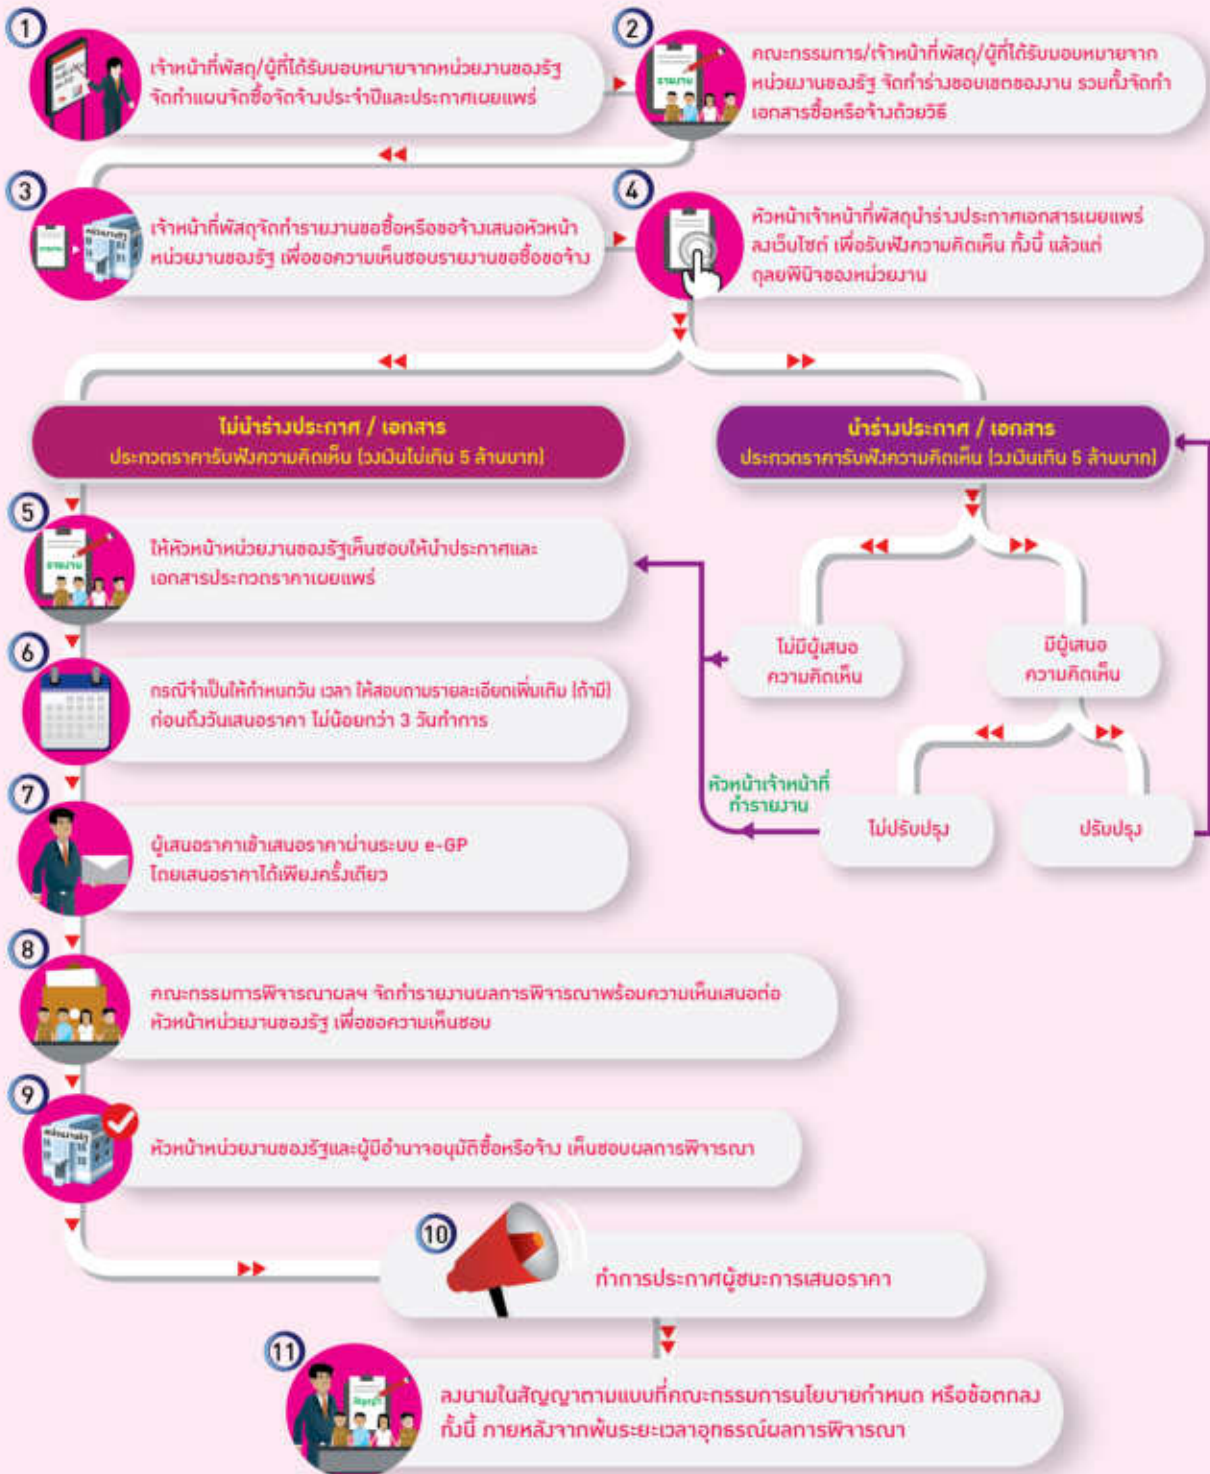 1
เจ้าหน้าที่พัสดุ/ผู้ที่ได้รับมอบหมายจากหน่วยงานของรัฐ
จัดทำแผนจัดซื้อจัดจ้างประจำปีและประกาศเผยแพร่
2
รายงาน
คณะกรรมการ/เจ้าหน้าที่พัสดุ/ผู้ที่ได้รับมอบหมายจาก
หน่วยงานของรัฐ จัดทำร่างขอบเขตของงาน รวมทั้งจัดทำ
เอกสารซื้อหรือจ้างด้วยวิธี
3
รายงาน
หน่วยงานรัฐ
เจ้าหน้าที่พัสดุจัดทำรายงานขอซื้อหรือขอจ้างเสนอหัวหน้า
หน่วยงานของรัฐ เพื่อขอความเห็นชอบรายงานขอซื้อขอจ้าง
4
หัวหน้าเจ้าหน้าที่พัสดุนำร่างประกาศเอกสารเผยแพร่
ลงเว็บไซต์ เพื่อรับฟังความคิดเห็น ทั้งนี้ แล้วแต่
ดุลยพินิจของหน่วยงาน
ไม่นำร่างประกาศ / เอกสาร
ประกวดราคารับฟังความคิดเห็น (วงเงินไม่เกิน 5 ล้านบาท)
นำร่างประกาศ / เอกสาร
ประกวดราคารับฟังความคิดเห็น (วงเงินเกิน 5 ล้านบาท)
5
รายงาน
ให้หัวหน้าหน่วยงานของรัฐเห็นชอบให้นำประกาศและ
เอกสารประกวดราคาเผยแพร่
ไม่มีผู้เสนอ
ความคิดเห็น
มีผู้เสนอ
ความคิดเห็น
6
กรณีจำเป็นให้กำหนดวัน เวลา ให้สอบถามรายละเอียดเพิ่มเติม (ถ้ามี)
ก่อนถึงวันเสนอราคา ไม่น้อยกว่า 3 วันทำการ
หัวหน้าเจ้าหน้าที่
ทำรายงาน
ไม่ปรับปรุง
ปรับปรุง
7
ผู้เสนอราคาเข้าเสนอราคาผ่านระบบ e-GP
โดยเสนอราคาได้เพียงครั้งเดียว
8
คณะกรรมการพิจารณาผลฯ จัดทำรายงานผลการพิจารณาพร้อมความเห็นเสนอต่อ
หัวหน้าหน่วยงานของรัฐ เพื่อขอความเห็นชอบ
9
หน่วยงานรัฐ
หัวหน้าหน่วยงานของรัฐและผู้มีอำนาจอนุมัติซื้อหรือจ้าง เห็นชอบผลการพิจารณา
10
ทำการประกาศผู้ชนะการเสนอราคา
11
สัญญา
ลงนามในสัญญาตามแบบที่คณะกรรมการนโยบายกำหนด หรือข้อตกลง
ทั้งนี้ ภายหลังจากพ้นระยะเวลาอุทธรณ์ผลการพิจารณา